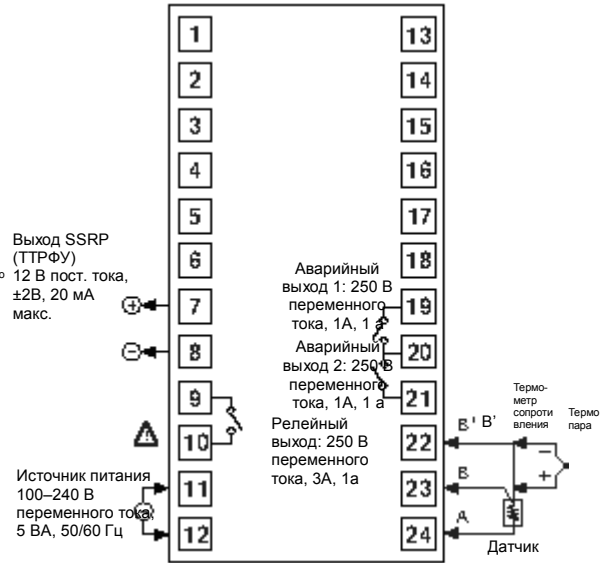 1
2
3
4
5
6
7
8
9
10
11
12
13
14
15
16
17
18
19
20
21
22
23
24
Выход SSRP
(ТТРФУ)
12 В пост. тока,
±2В, 20 мА
макс.
Источник питания
100–240 В
переменного тока,
5 ВА, 50/60 Гц
Аварийный
выход 1: 250 В
переменного
тока, 1А, 1 а
Аварийный
выход 2: 250 В
переменного
тока, 1А, 1 а
Релейный
выход: 250 В
переменного
тока, 3А, 1а
B' B'
B
A
Термо-
метр
сопроти
вления
Термо
пара
− 
+
Датчик